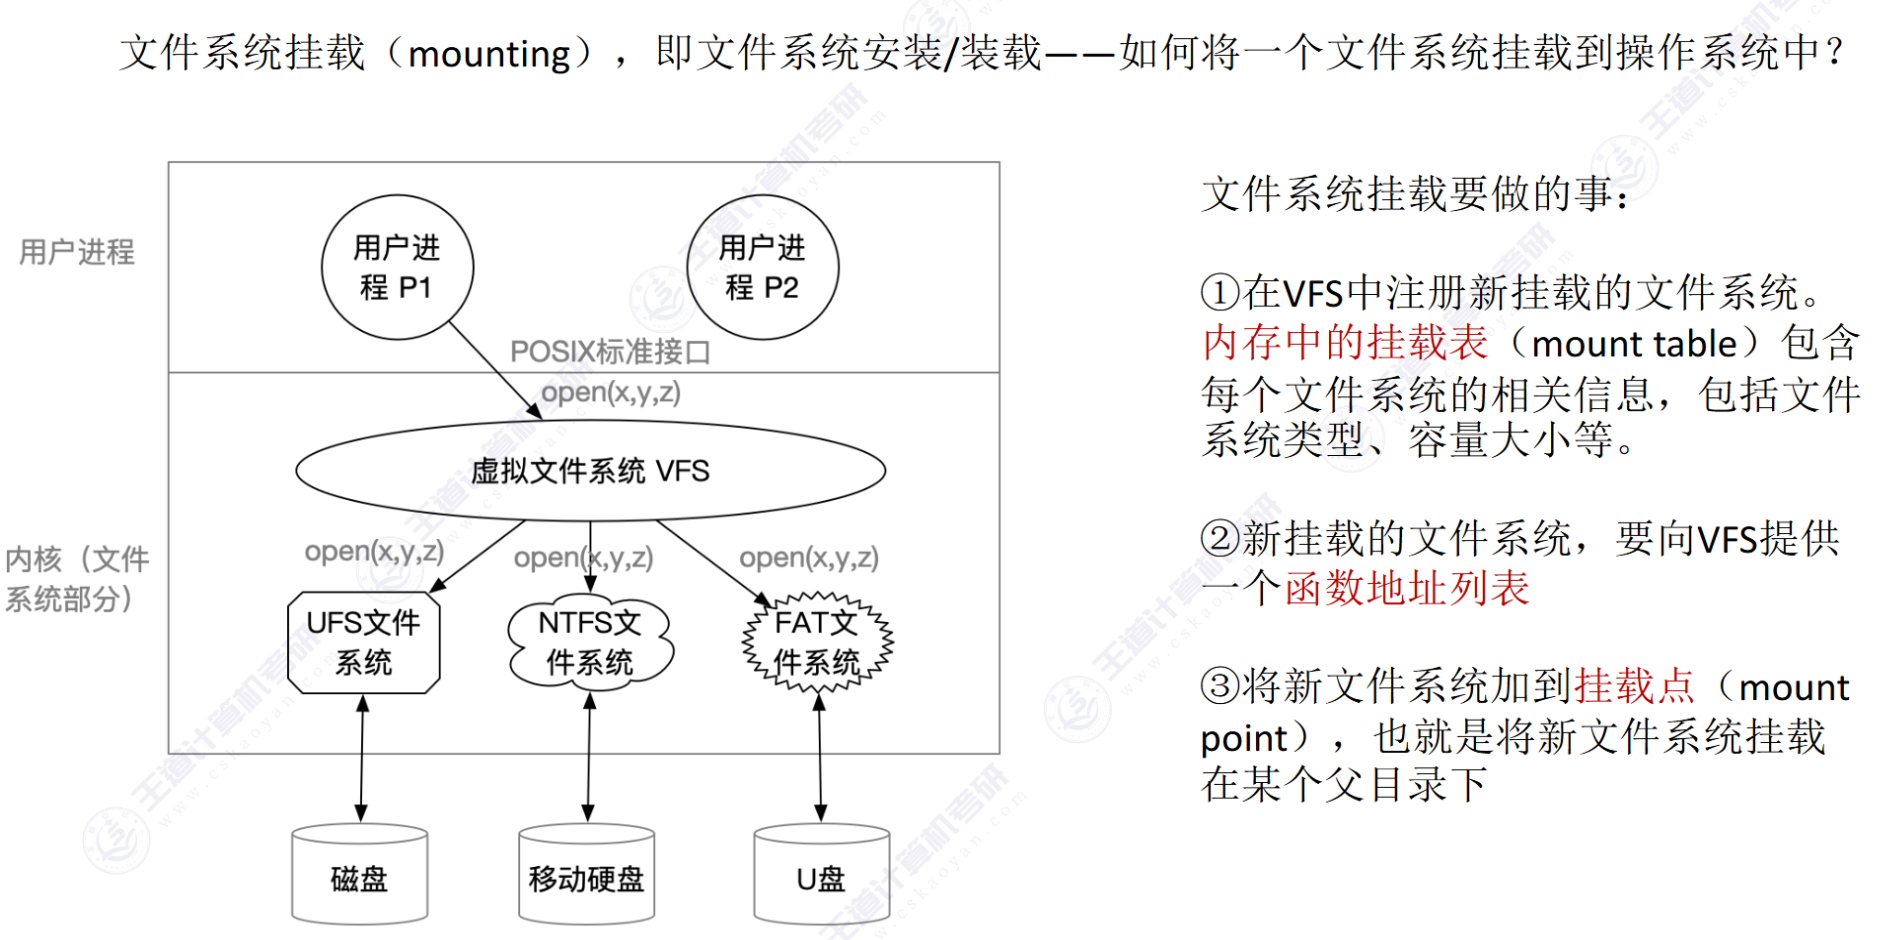 文件系统挂载（mounting），即文件系统安装/装载——如何将一个文件系统挂载到操作系统中？
用户进程
用户进
程 P1
用户进
程 P2
POSIX标准接口
open(x,y,z)
虚拟文件系统 VFS
内核（文件
系统部分）
open(x,y,z)
open(x,y,z)
open(x,y,z)
UFS文件
系统
NTFS文
件系统
FAT文
件系统
磁盘
移动硬盘
U盘
文件系统挂载要做的事：
①在VFS中注册新挂载的文件系统。
内存中的挂载表（mount table）包含
每个文件系统的相关信息，包括文件
系统类型、容量大小等。
②新挂载的文件系统，要向VFS提供
一个函数地址列表
③将新文件系统加到挂载点（mount
point），也就是将新文件系统挂载
在某个父目录下
王道计算机考研
www.cskaoyan.com